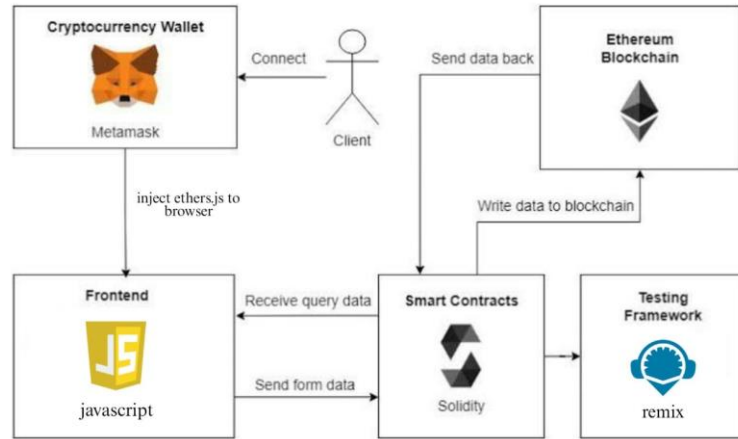 Cryptocurrency Wallet
Metamask
Connect
Client
Send data back
Ethereum
Blockchain
inject ethers.js to
browser
Write data to blockchain
Frontend
JS
javascript
Receive query data
Send form data
Smart Contracts
Solidity
Testing
Framework
remix